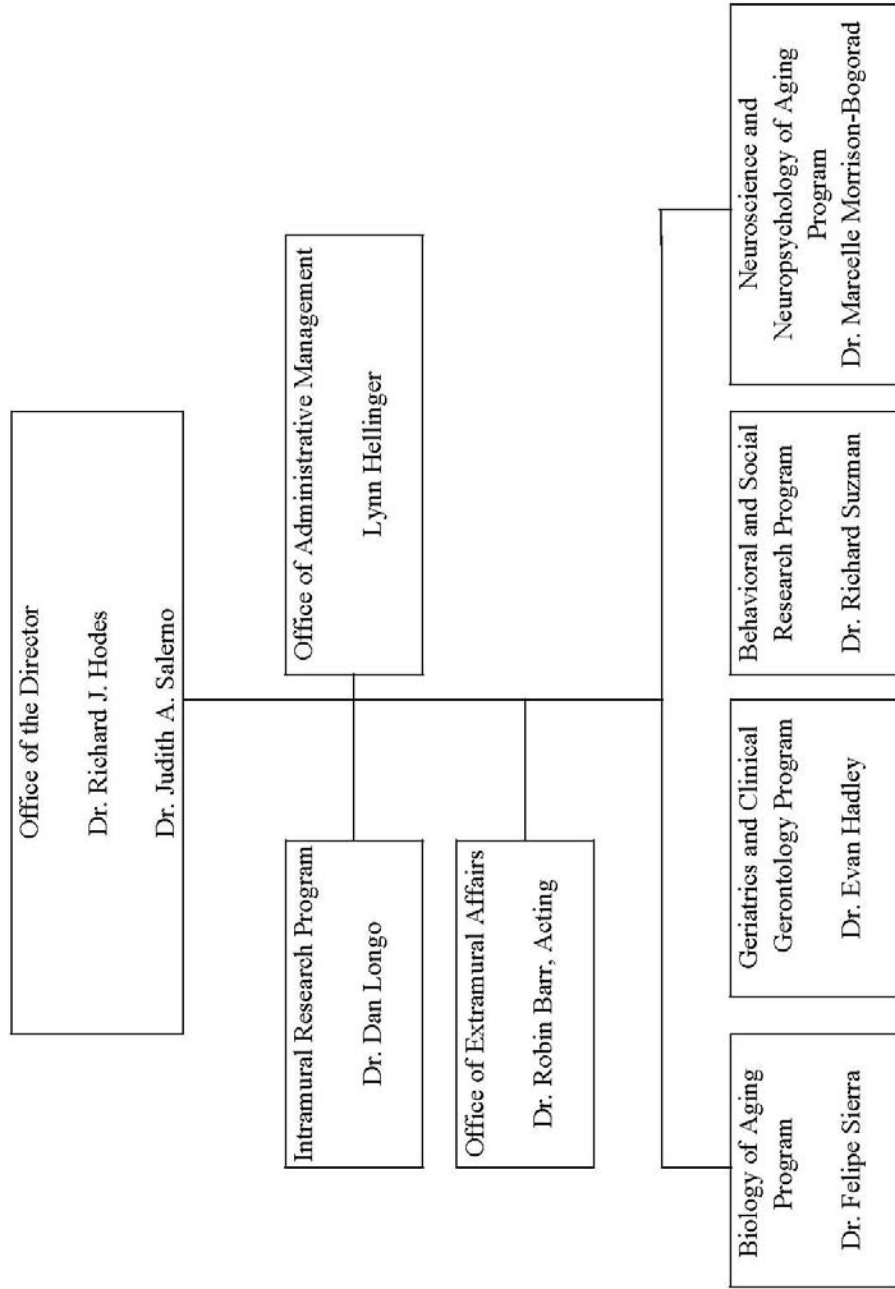 Office of the Director
Dr. Richard J. Hodes
Dr. Judith A. Salerno
Intramural Research Program
Dr. Dan Longo
Office of Administrative Management
Lynn Hellinger
Office of Extramural Affairs
Dr. Robin Barr, Acting
Biology of Aging
Program
Dr. Felipe Sierra
Geriatrics and Clinical
Gerontology Program
Dr. Evan Hadley
Behavioral and Social
Research Program
Dr. Richard Suzman
Neuroscience and
Neuropsychology of Aging
Program
Dr. Marcelle Morrison-Bogorad